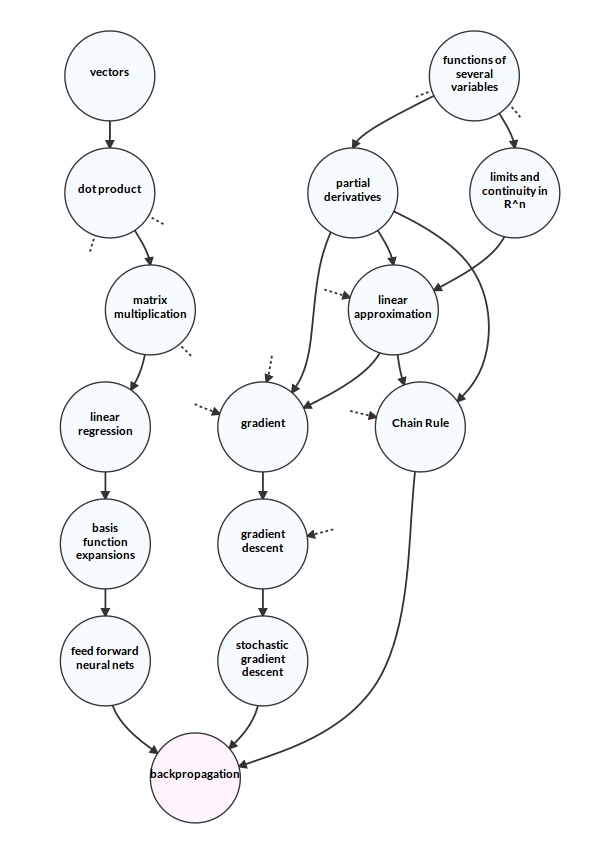 vectors
functions of
several
variables
dot product
partial
derivatives
limits and
continuity in
R^n
matrix
multiplication
linear
approximation
linear
regression
gradient
Chain Rule
basis
function
expansions
gradient
descent
feed forward
neural nets
stochastic
gradient
descent
backpropagation